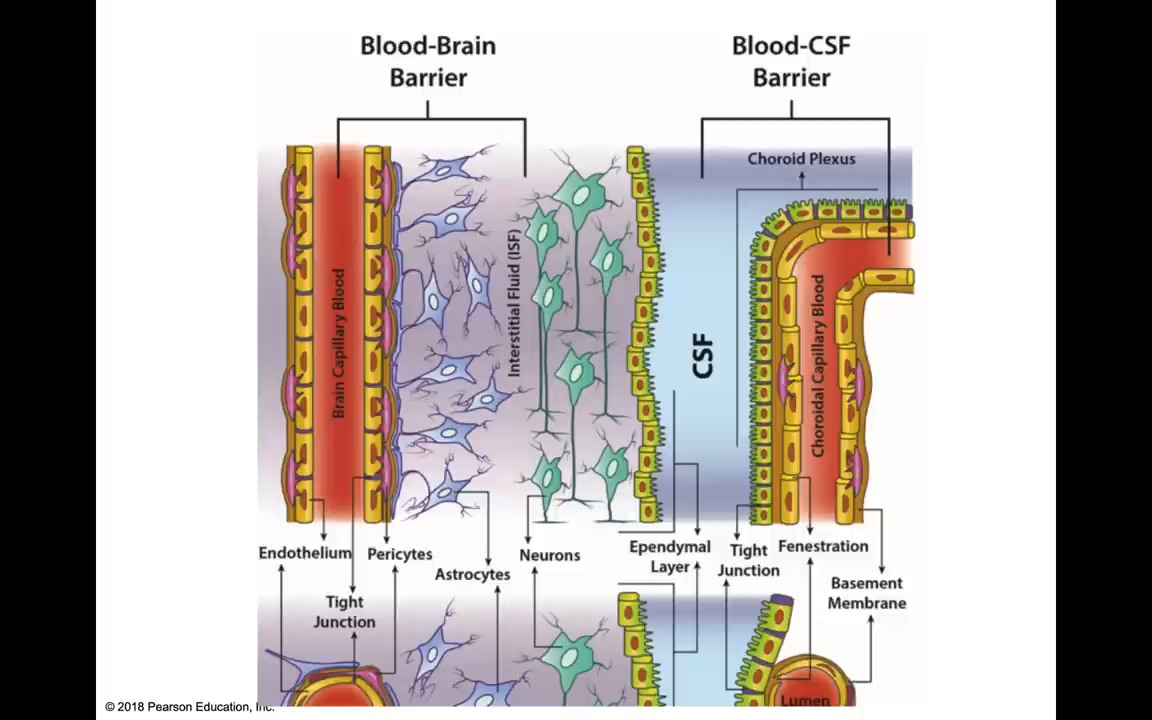 Blood-Brain
Barrier
Blood-CSF
Barrier
Choroid Plexus
Brain Capillary Blood
Interstitial Fluid (ISF)
CSF
Choroidal Capillary Blood
Endothelium
Pericytes
Astrocytes
Neurons
Ependymal
Layer
Tight
Junction
Fenestration
Basement
Membrane
Tight
Junction
Lumen
© 2018 Pearson Education, Inc.